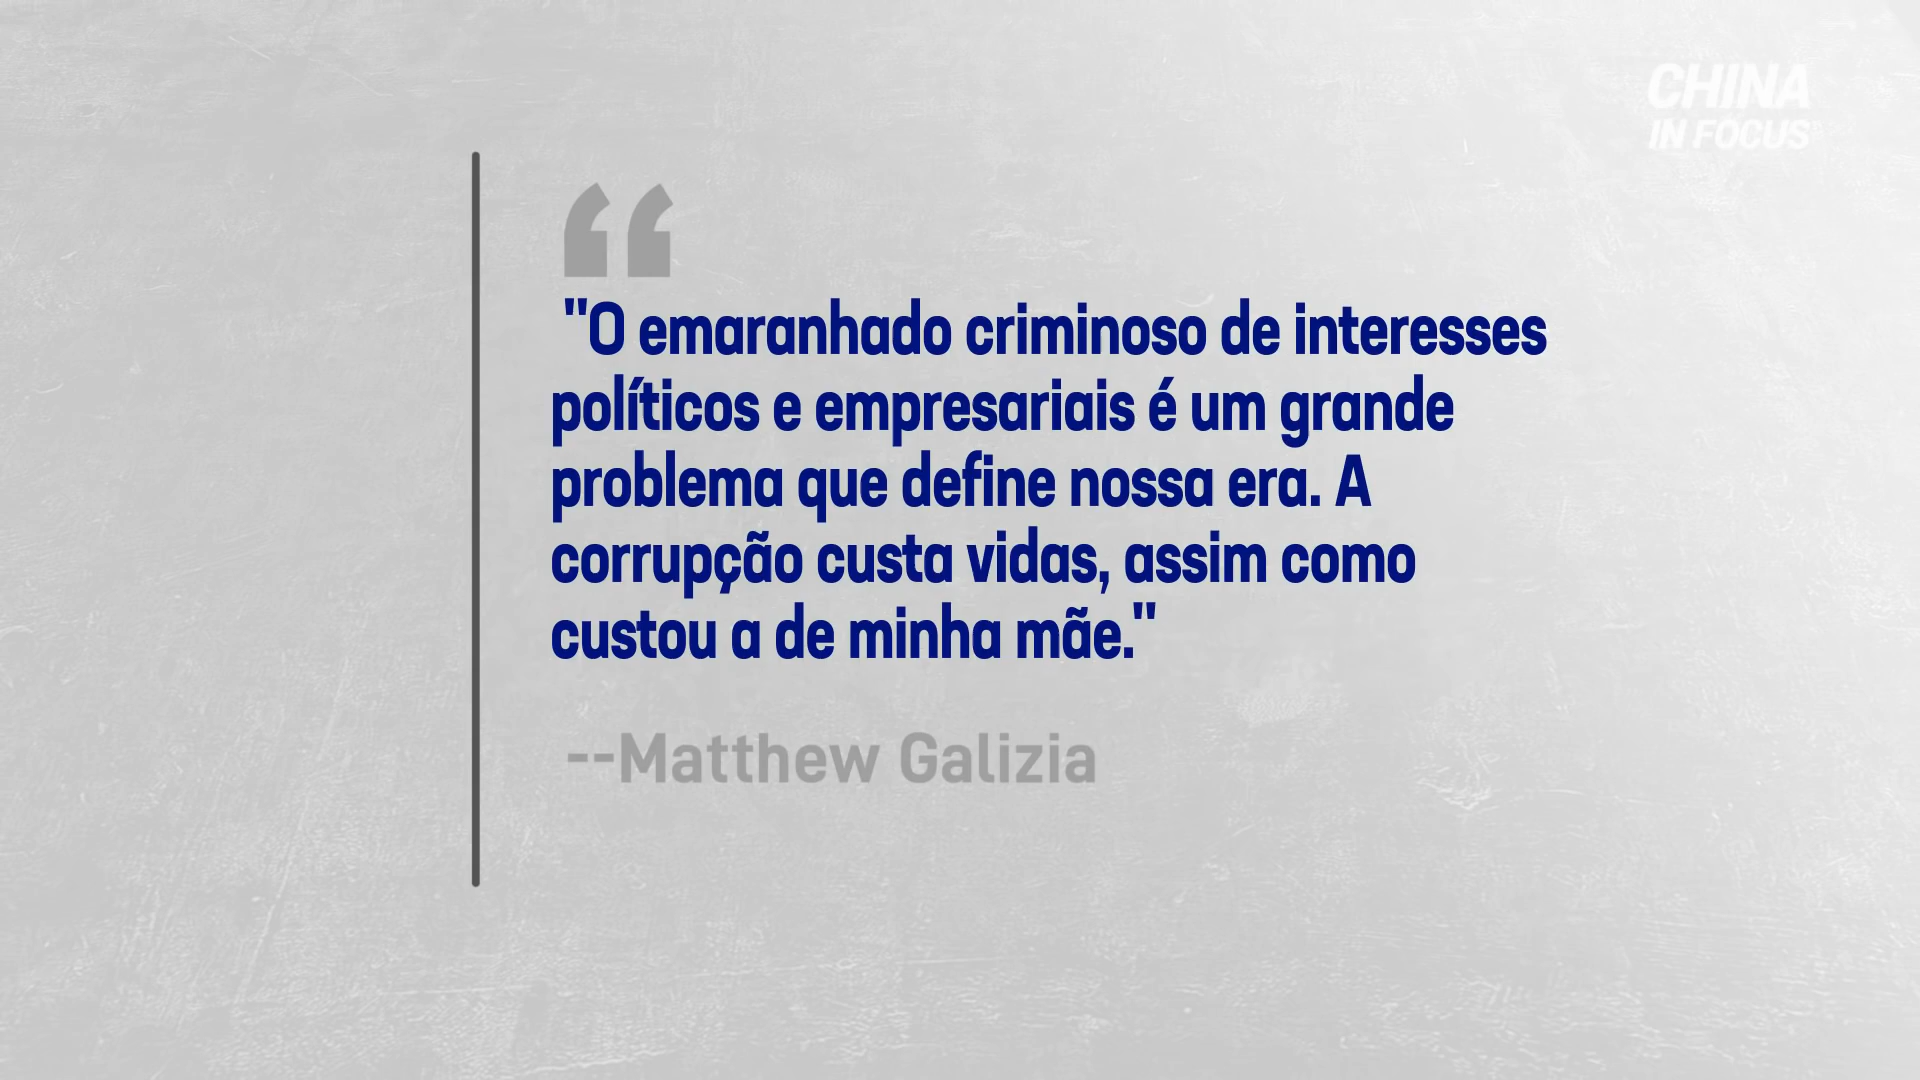 CHINA
IN FOCUS
"O emaranhado criminoso de interesses
políticos e empresariais é um grande
problema que define nossa era. A
corrupção custa vidas, assim como
custou a de minha mãe."
--Matthew Galizia